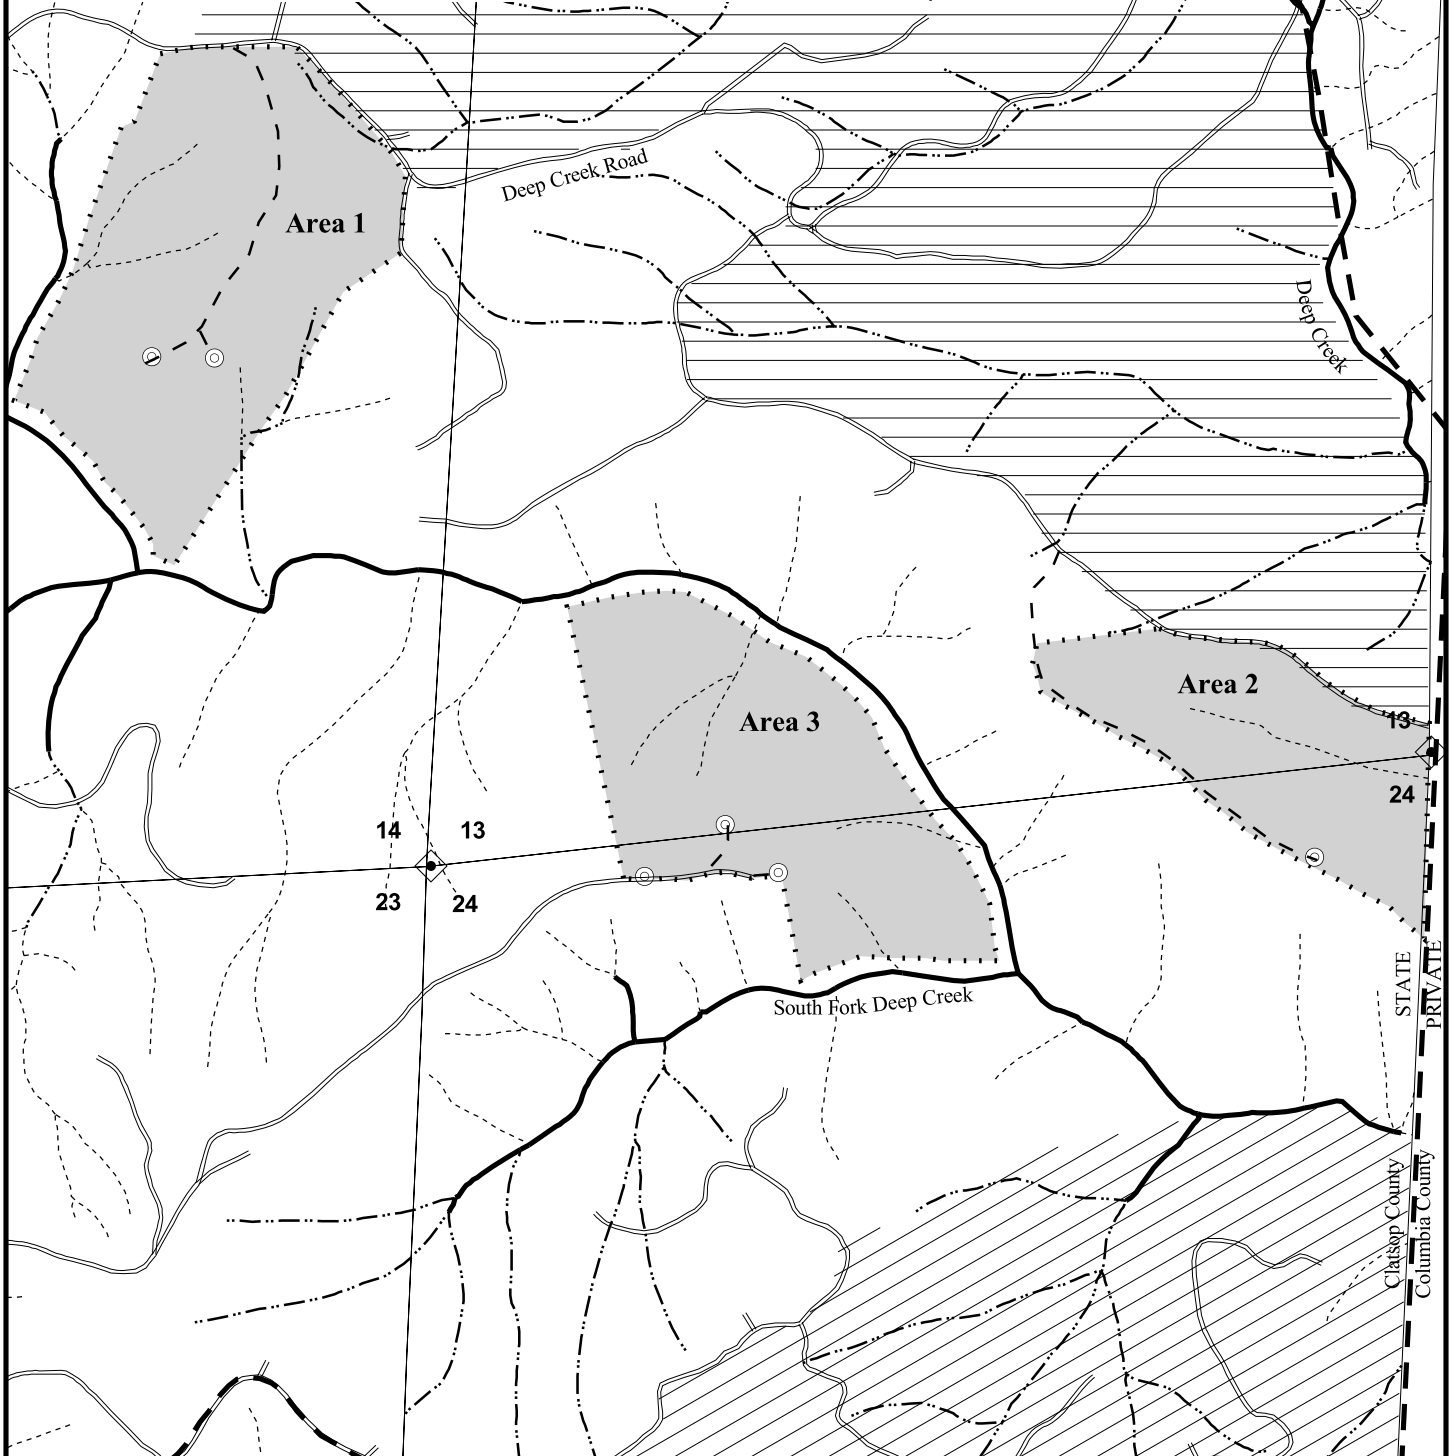 Deep Creek Road
Area 1
Deep Creek
Area 2
Area 3
13
24
14
13
23
24
STATE
PRIVATE
South Fork Deep Creek
Clatsop County
Columbia County